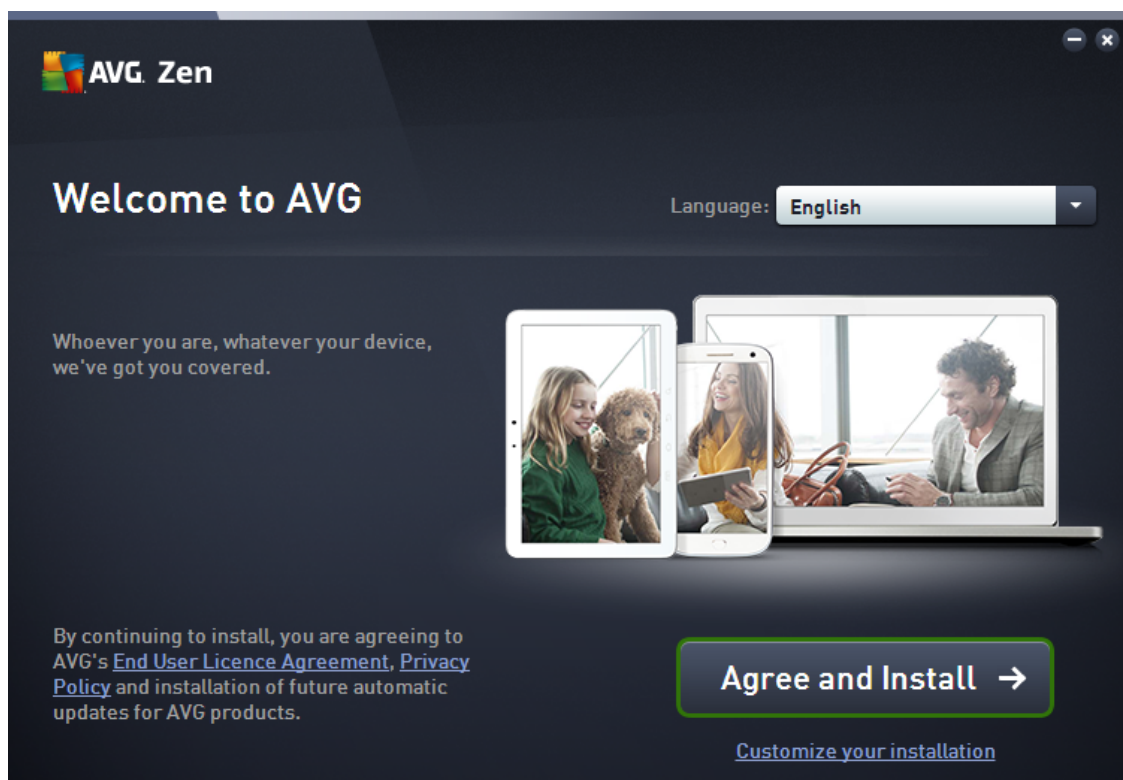 AVG. Zen
Welcome to AVG
Language: English
Whoever you are, whatever your device,
we've got you covered.
By continuing to install, you are agreeing to
AVG's End User Licence Agreement, Privacy
Policy and installation of future automatic
updates for AVG products.
Agree and Install →
Customize your installation